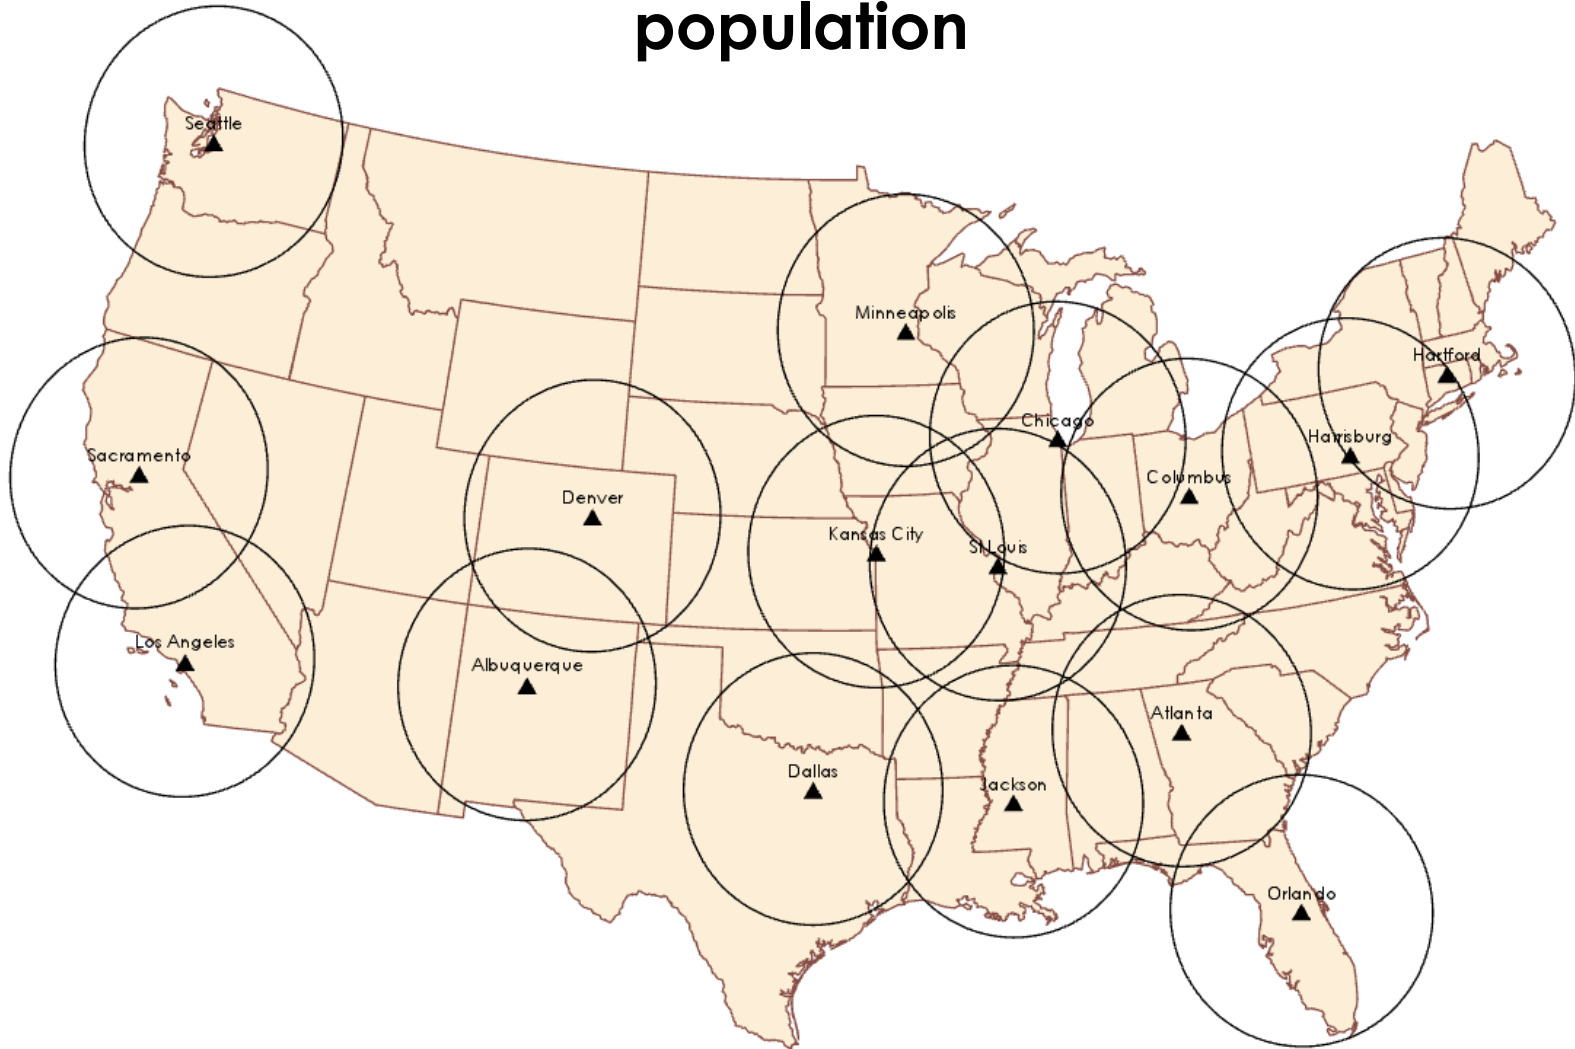 population
Seattle
Minneapolis
Hartford
Chicago
Harrisburg
Sacramento
Columbus
Denver
Kansas City
St Louis
Los Angeles
Albuquerque
Atlanta
Dallas
Jackson
Orlando